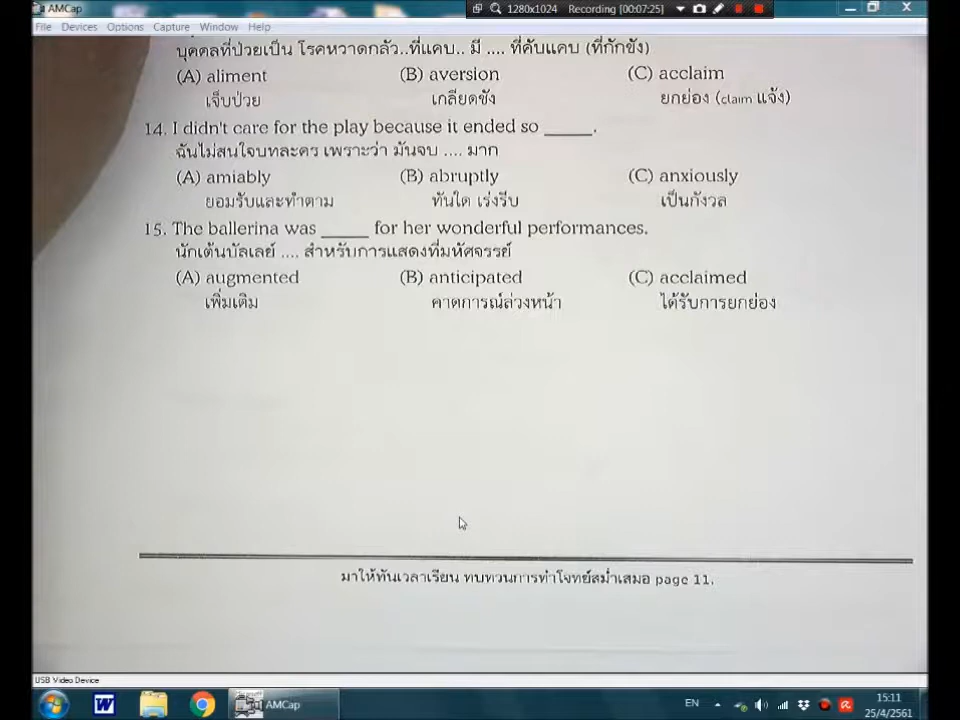 AMCap
1280x1024 Recording [00:07:25]
File Devices Options Capture Window Help
บุคคลที่ป่วยเป็น โรคหวาดกลัว..ที่แคบ.. มี .... ที่คับแคบ (ที่กักขัง)
(A) aliment (B) aversion (C) acclaim
เจ็บป่วย เกลียดชัง ยกย่อง (claim แจ้ง)
14. I didn't care for the play because it ended so _____.
ฉันไม่สนใจบทละคร เพราะว่า มันจบ .... มาก
(A) amiably (B) abruptly (C) anxiously
ยอมรับและทำตาม ทันใด เร่งรีบ เป็นกังวล
15. The ballerina was _____ for her wonderful performances.
นักเต้นบัลเลย์ .... สำหรับการแสดงที่มหัศจรรย์
(A) augmented (B) anticipated (C) acclaimed
เพิ่มเติม คาดการณ์ล่วงหน้า ได้รับการยกย่อง
มาให้ทันเวลาเรียน ทบทวนการทำโจทย์สม่ำเสมอ page 11.
USB Video Device
AMCap
EN
15:11
25/4/2561